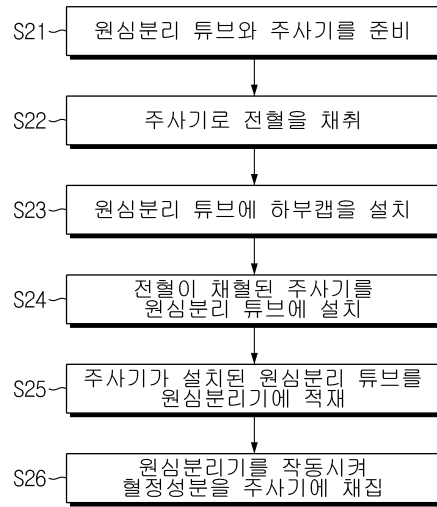 S21 원심분리 튜브와 주사기를 준비
S22 주사기로 전혈을 채취
S23 원심분리 튜브에 하부캡을 설치
S24 전혈이 채혈된 주사기를
원심분리 튜브에 설치
S25 주사기가 설치된 원심분리 튜브를
원심분리기에 적재
S26 원심분리기를 작동시켜
혈정성분을 주사기에 채집